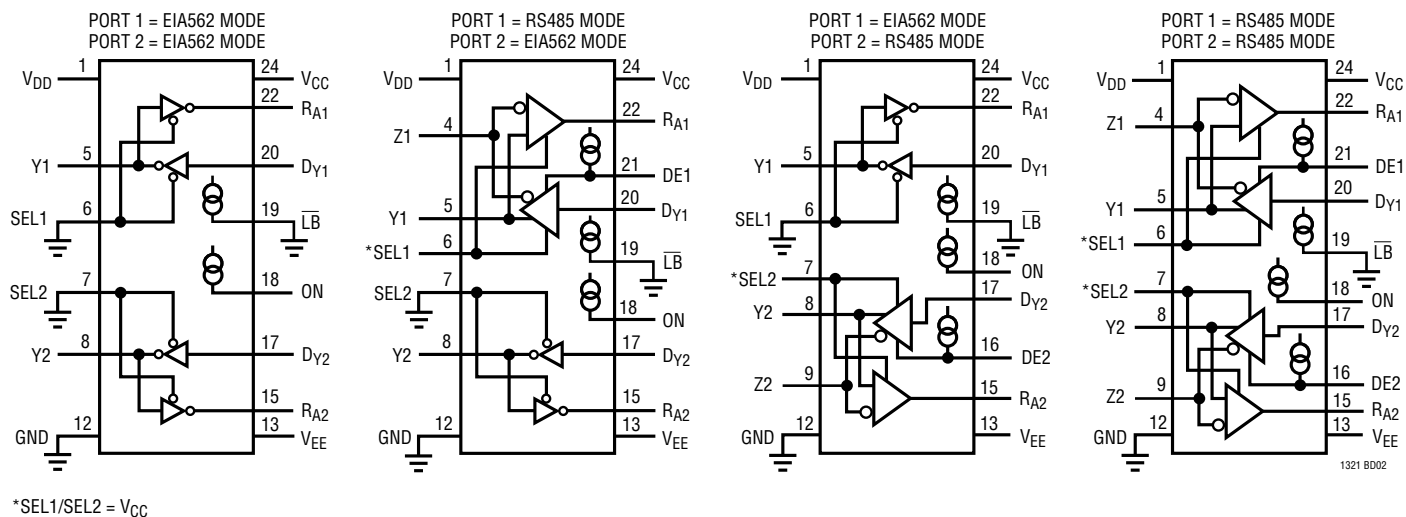 PORT 1 = EIA562 MODE
PORT 2 = EIA562 MODE
VDD 1
24 VCC
22 RA1
Y1 5
20 DY1
SEL1 6
19 LB
7 SEL2
18 ON
Y2 8
17 DY2
15 RA2
GND 12
13 VEE
PORT 1 = RS485 MODE
PORT 2 = EIA562 MODE
VDD 1
24 VCC
22 RA1
Z1 4
21 DE1
20 DY1
Y1 5
*SEL1 6
19 LB
7 SEL2
18 ON
Y2 8
17 DY2
15 RA2
GND 12
13 VEE
PORT 1 = EIA562 MODE
PORT 2 = RS485 MODE
VDD 1
24 VCC
22 RA1
Y1 5
20 DY1
SEL1 6
19 LB
18 ON
*SEL2 7
17 DY2
Y2 8
16 DE2
Z2 9
15 RA2
GND 12
13 VEE
PORT 1 = RS485 MODE
PORT 2 = RS485 MODE
VDD 1
24 VCC
22 RA1
Z1 4
21 DE1
20 DY1
Y1 5
*SEL1 6
19 LB
*SEL2 7
18 ON
Y2 8
17 DY2
16 DE2
Z2 9
15 RA2
GND 12
13 VEE
1321 BD02
*SEL1/SEL2 = VCC